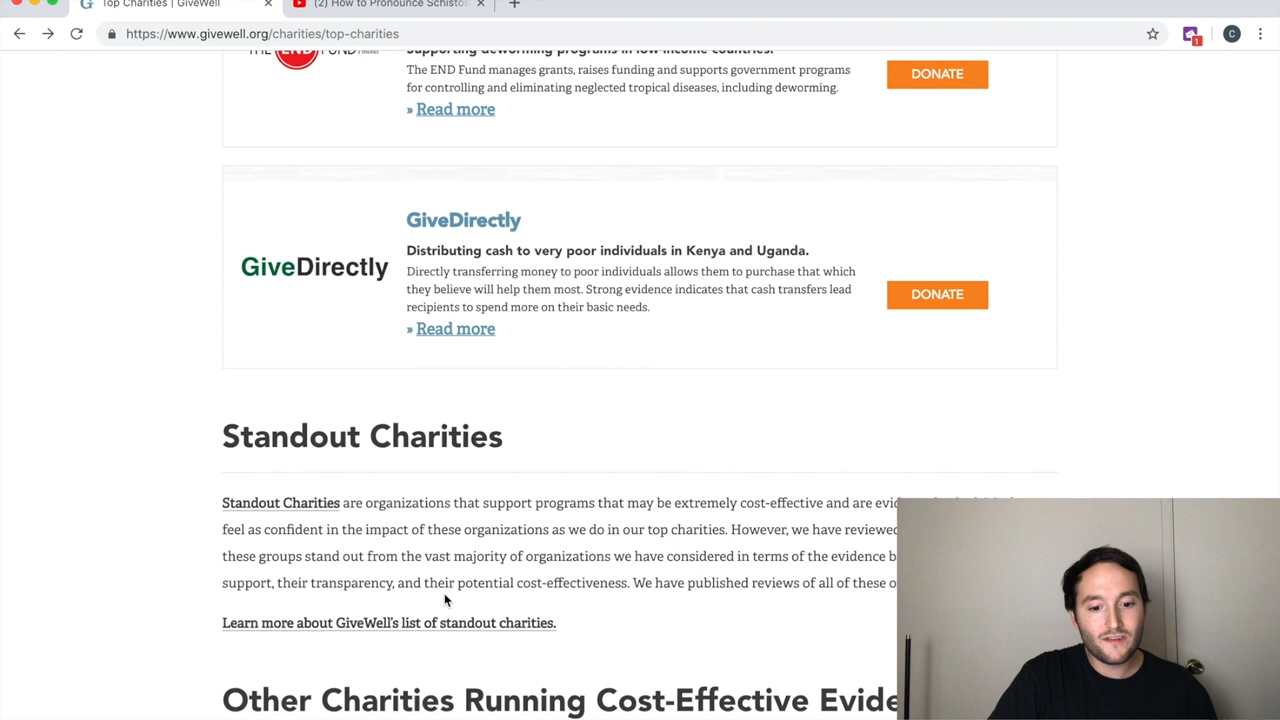 Top Charities | GiveWell
(2) How to Pronounce Schistos
https://www.givewell.org/charities/top-charities
1
C
THE END FUND
Supporting deworming programs in low-income countries.
The END Fund manages grants, raises funding and supports government programs
for controlling and eliminating neglected tropical diseases, including deworming.
» Read more
DONATE
GiveDirectly
GiveDirectly
Distributing cash to very poor individuals in Kenya and Uganda.
Directly transferring money to poor individuals allows them to purchase that which
they believe will help them most. Strong evidence indicates that cash transfers lead
recipients to spend more on their basic needs.
» Read more
DONATE
Standout Charities
Standout Charities are organizations that support programs that may be extremely cost-effective and are
feel as confident in the impact of these organizations as we do in our top charities. However, we have reviewed
these groups stand out from the vast majority of organizations we have considered in terms of the evidence
support, their transparency, and their potential cost-effectiveness. We have published reviews of all of these
Learn more about GiveWell's list of standout charities.
Other Charities Running Cost-Effective